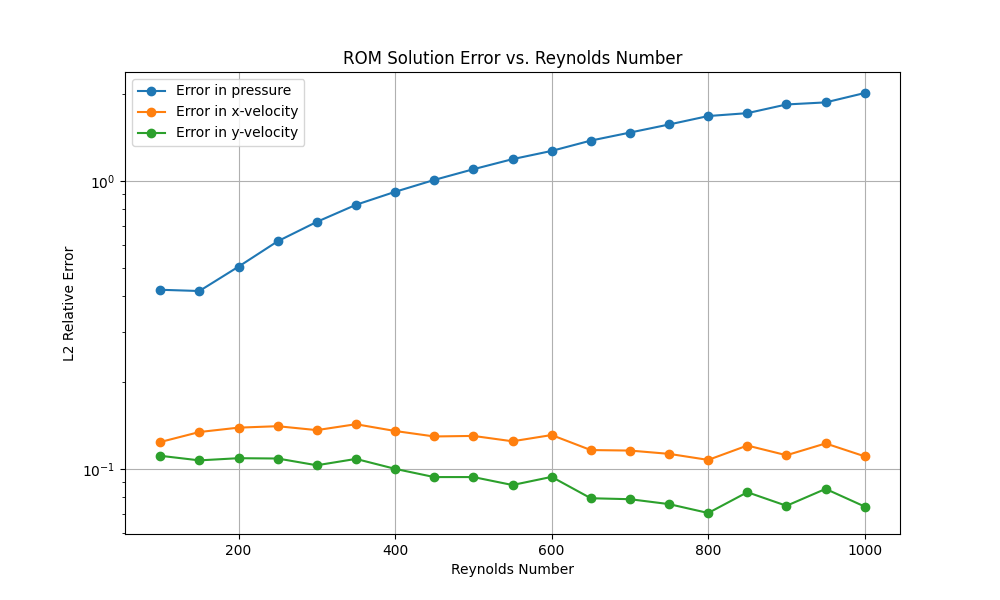 ROM Solution Error vs. Reynolds Number
Error in pressure
Error in x-velocity
Error in y-velocity
L2 Relative Error
10⁰
10⁻¹
200 400 600 800 1000
Reynolds Number